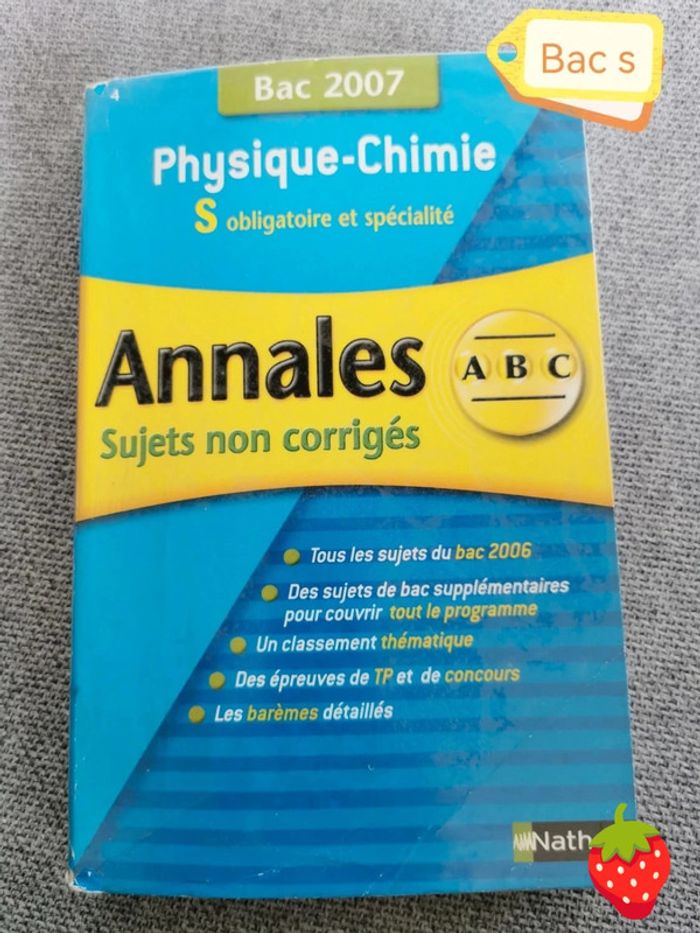 Bac s
4
Bac 2007
Physique-Chimie
S obligatoire et spécialité
Annales
A B C
Sujets non corrigés
Tous les sujets du bac 2006
Des sujets de bac supplémentaires
pour couvrir tout le programme
Un classement thématique
Des épreuves de TP et de concours
Les barèmes détaillés
Nath